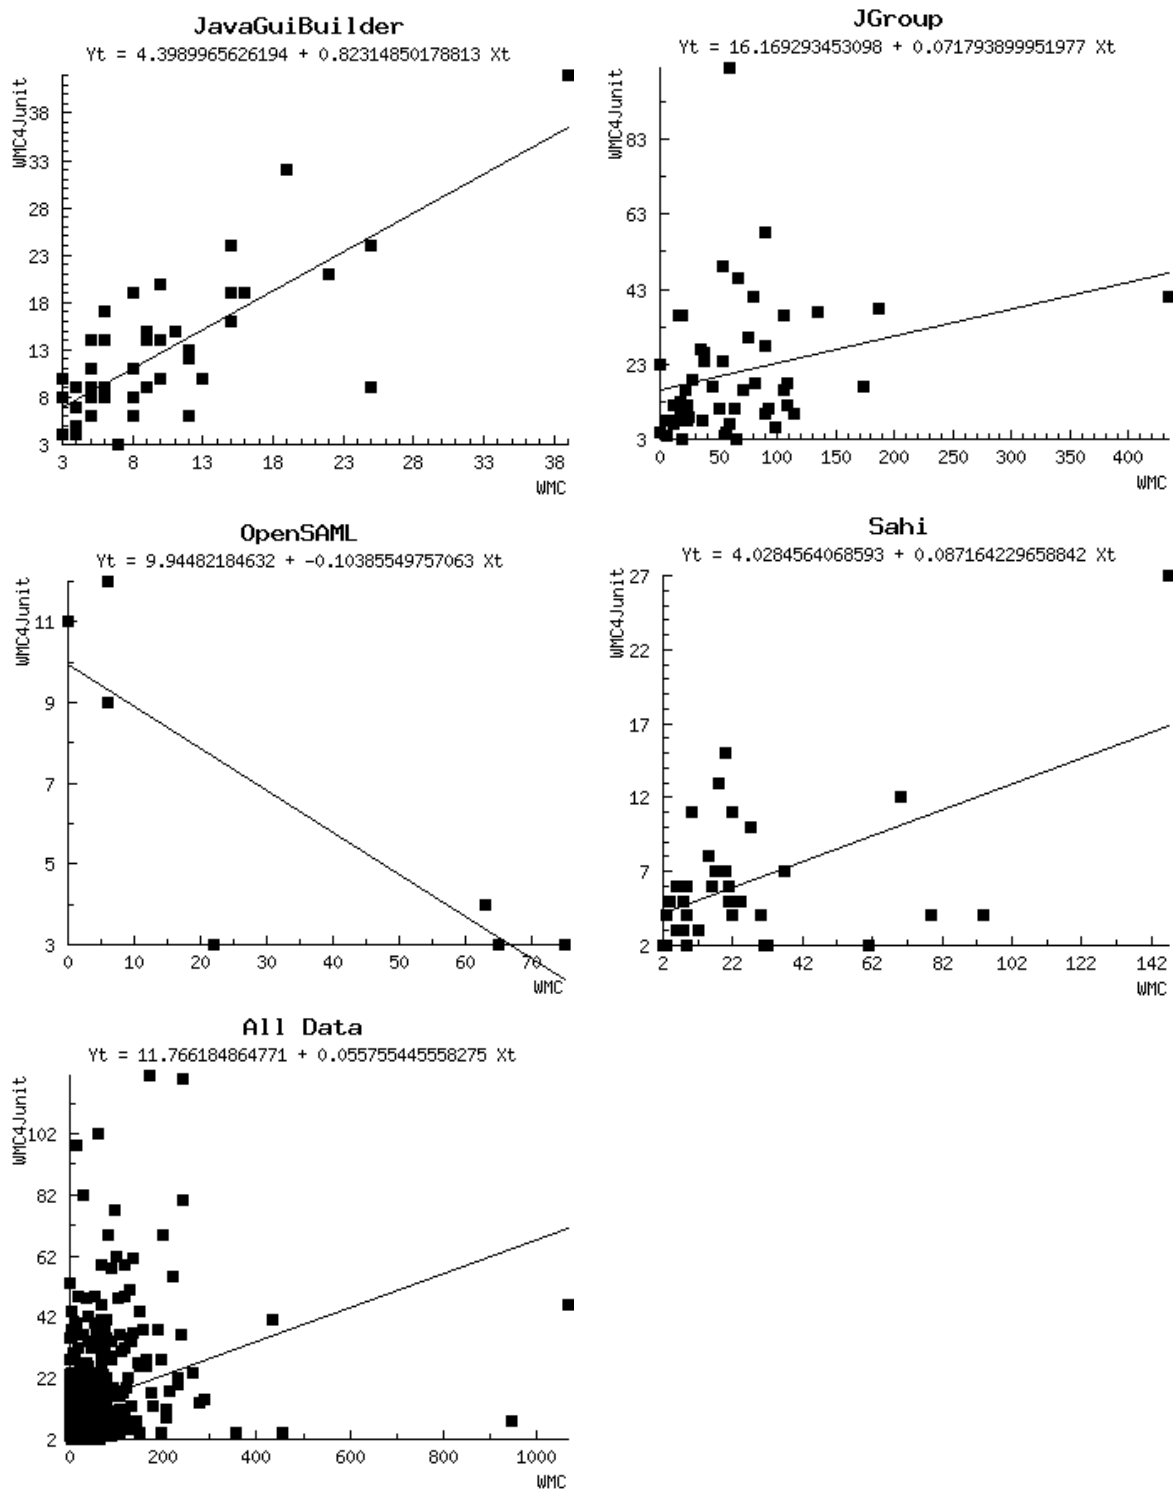 JavaGuiBuilder
Yt = 4.3989965626194 + 0.82314850178813 Xt
WMC4Junit
38
33
28
23
18
13
8
3
3 8 13 18 23 28 33 38
WMC
JGroup
Yt = 16.169293453098 + 0.071793899951977 Xt
WMC4Junit
83
63
43
23
3
0 50 100 150 200 250 300 350 400
WMC
OpenSAML
Yt = 9.94482184632 + -0.10385549757063 Xt
WMC4Junit
11
9
7
5
3
0 10 20 30 40 50 60 70
WMC
Sahi
Yt = 4.0284564068593 + 0.087164229658842 Xt
WMC4Junit
27
22
17
12
7
2
2 22 42 62 82 102 122 142
WMC
All Data
Yt = 11.766184864771 + 0.055755445558275 Xt
WMC4Junit
102
82
62
42
22
2
0 200 400 600 800 1000
WMC